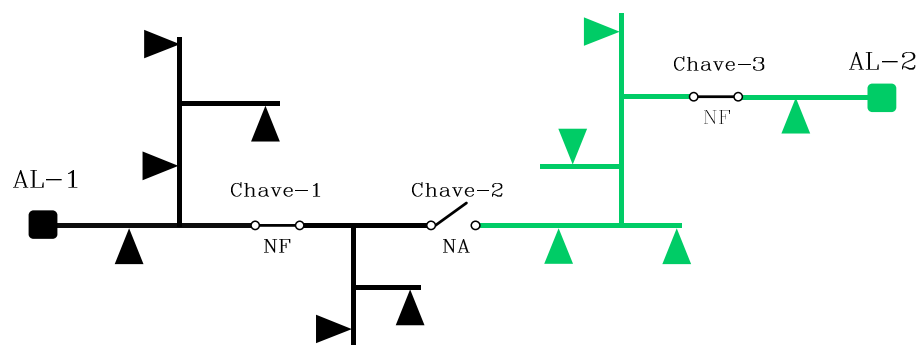 Chave-3
AL-2
NF
AL-1
Chave-1
Chave-2
NF
NA